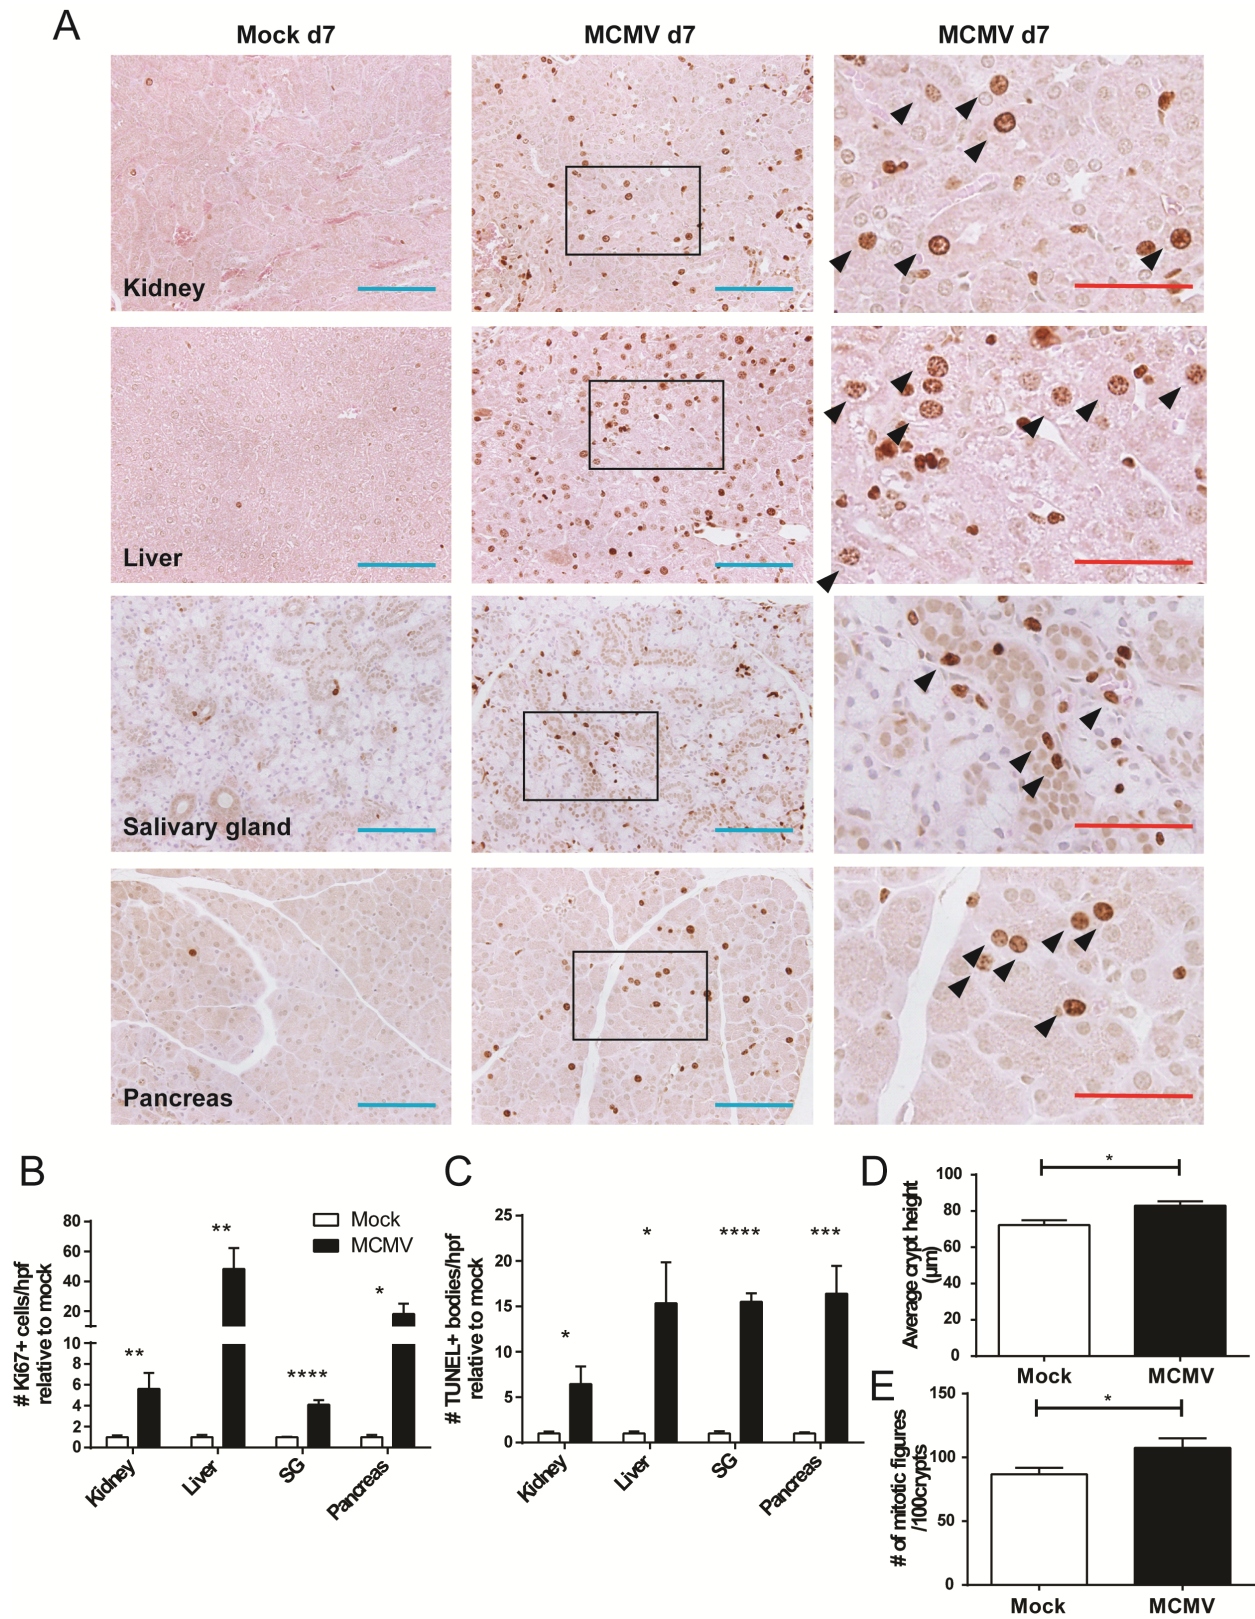 A
Mock d7
MCMV d7
MCMV d7
Kidney
Liver
Salivary gland
Pancreas
B
# Ki67+ cells/hpf
relative to mock
80
60
40
20
10
8
6
4
2
0
**
**
****
*
Mock
MCMV
Kidney
Liver
SG
Pancreas
C
# TUNEL+ bodies/hpf
relative to mock
25
20
15
10
5
0
*
*
****
***
Kidney
Liver
SG
Pancreas
D
Average crypt height
(µm)
100
80
60
40
20
0
*
Mock
MCMV
E
# of mitotic figures
/100crypts
150
100
50
0
*
Mock
MCMV